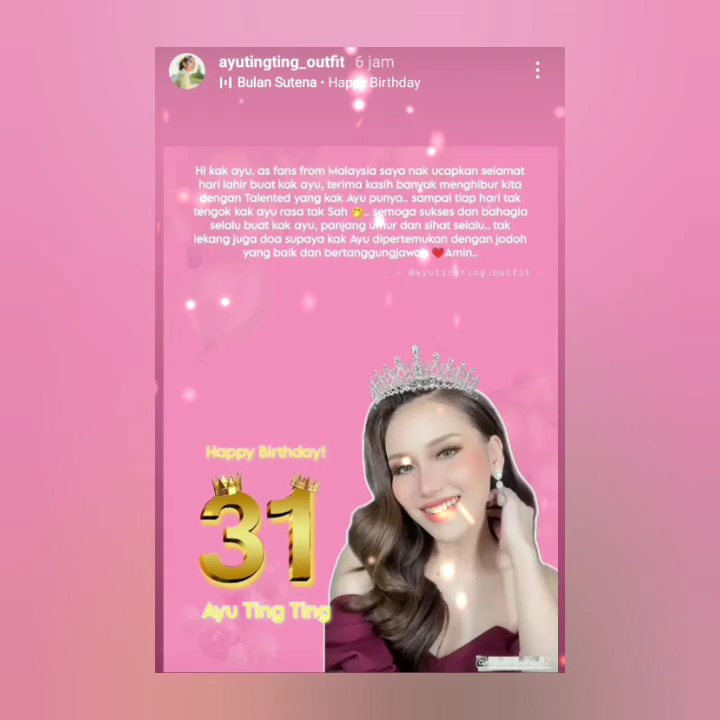 ayutingting_outfit 6 jam
Bulan Sutena • Happy Birthday
Hi kak ayu. as fans from Malaysia saya nak ucapkan selamat
hari lahir buat kak ayu, terima kasih banyak menghibur kita
dengan Talented yang kak Ayu punya.. sampai tiap hari tak
tengok kak ayu rasa tak Sah 🤭.. semoga sukses dan bahagia
selalu buat kak ayu, panjang umur dan sihat selalu.. tak
lekang juga doa supaya kak Ayu dipertemukan dengan jodoh
yang baik dan bertanggungjawab ❤️Amin..
- @ayutingting_outfit -
Happy Birthday!
31
Ayu Ting Ting